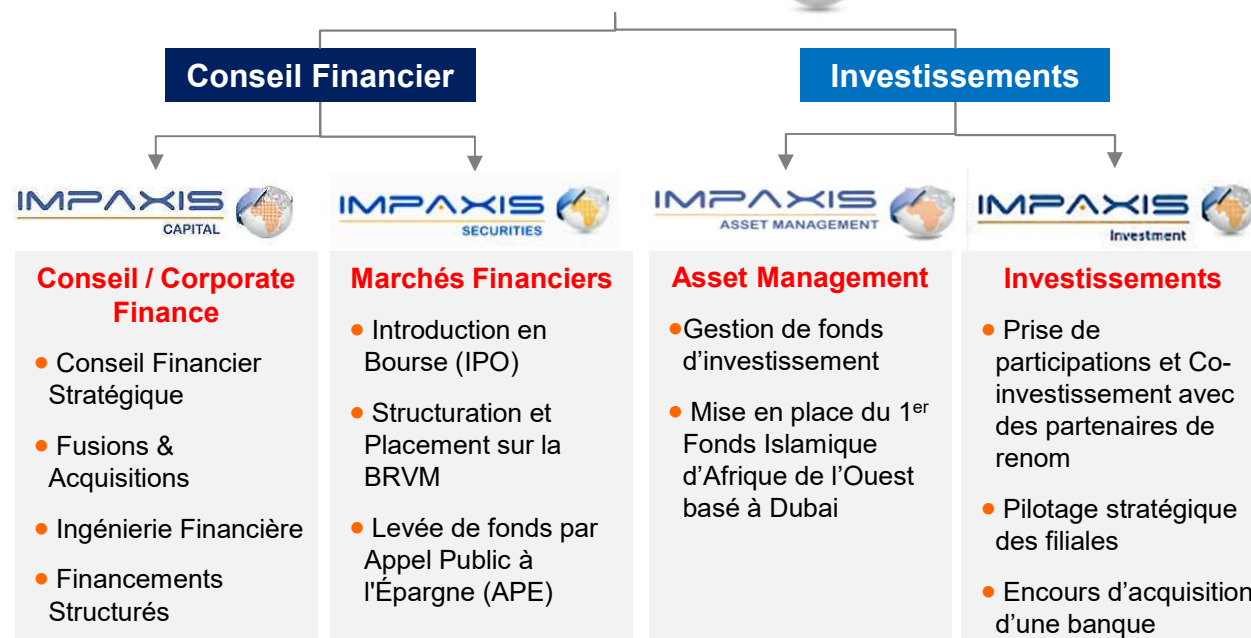 Conseil Financier
Investissements
IMPAXIS
CAPITAL
IMPAXIS
SECURITIES
IMPAXIS
ASSET MANAGEMENT
IMPAXIS
Investment
Conseil / Corporate
Finance
• Conseil Financier
Stratégique
• Fusions &
Acquisitions
• Ingénierie Financière
• Financements
Structurés
Marchés Financiers
• Introduction en
Bourse (IPO)
• Structuration et
Placement sur la
BRVM
• Levée de fonds par
Appel Public à
l'Épargne (APE)
Asset Management
•Gestion de fonds
d’investissement
• Mise en place du 1er
Fonds Islamique
d’Afrique de l’Ouest
basé à Dubai
Investissements
• Prise de
participations et Co-
investissement avec
des partenaires de
renom
• Pilotage stratégique
des filiales
• Encours d’acquisition
d’une banque